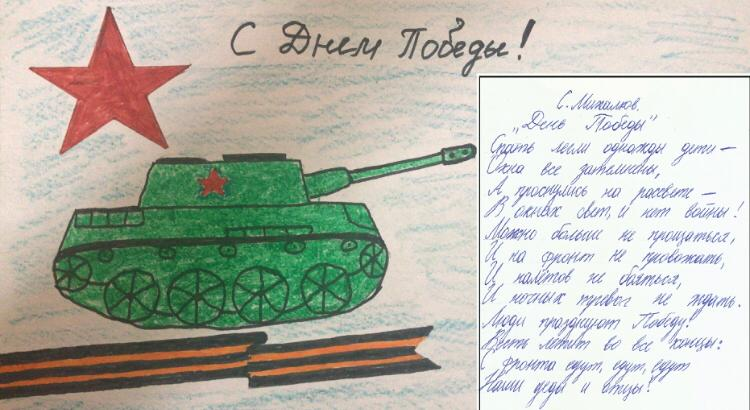 С Днём Победы!
С. Михалков.
„День Победы"
Спать легли однажды дети –
Окна все затемнены,
А проснулись на рассвете –
В окнах свет, и нет войны!
Можно больше не прощаться,
И на фронт не провожать,
И налётов не бояться,
И ночных тревог не ждать.
Люди празднуют Победу!
Весть летит во все концы:
С фронта едут, едут, едут
Наши деды и отцы!